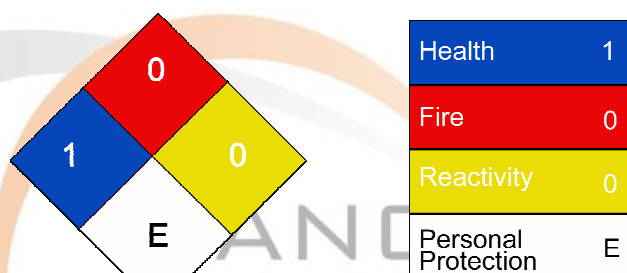 0
1
0
E
Health 1
Fire 0
Reactivity 0
Personal
Protection E